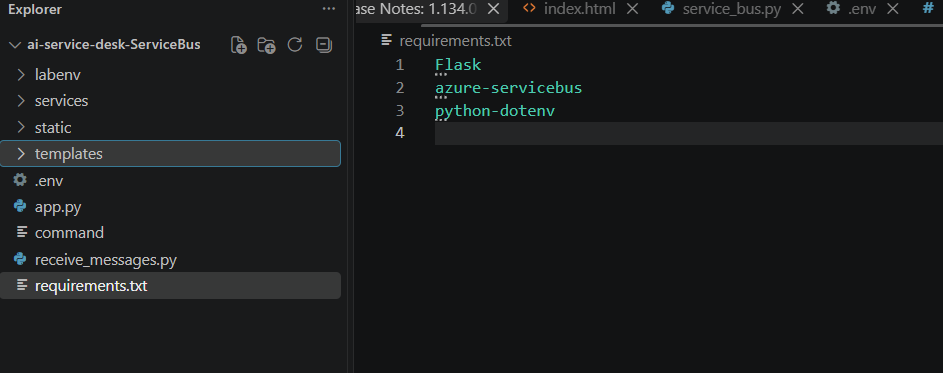 Explorer
ase Notes: 1.134.0
index.html
service_bus.py
.env
#
ai-service-desk-ServiceBus
requirements.txt
labenv
services
static
templates
.env
app.py
command
receive_messages.py
requirements.txt
1 Flask
2 azure-servicebus
3 python-dotenv
4